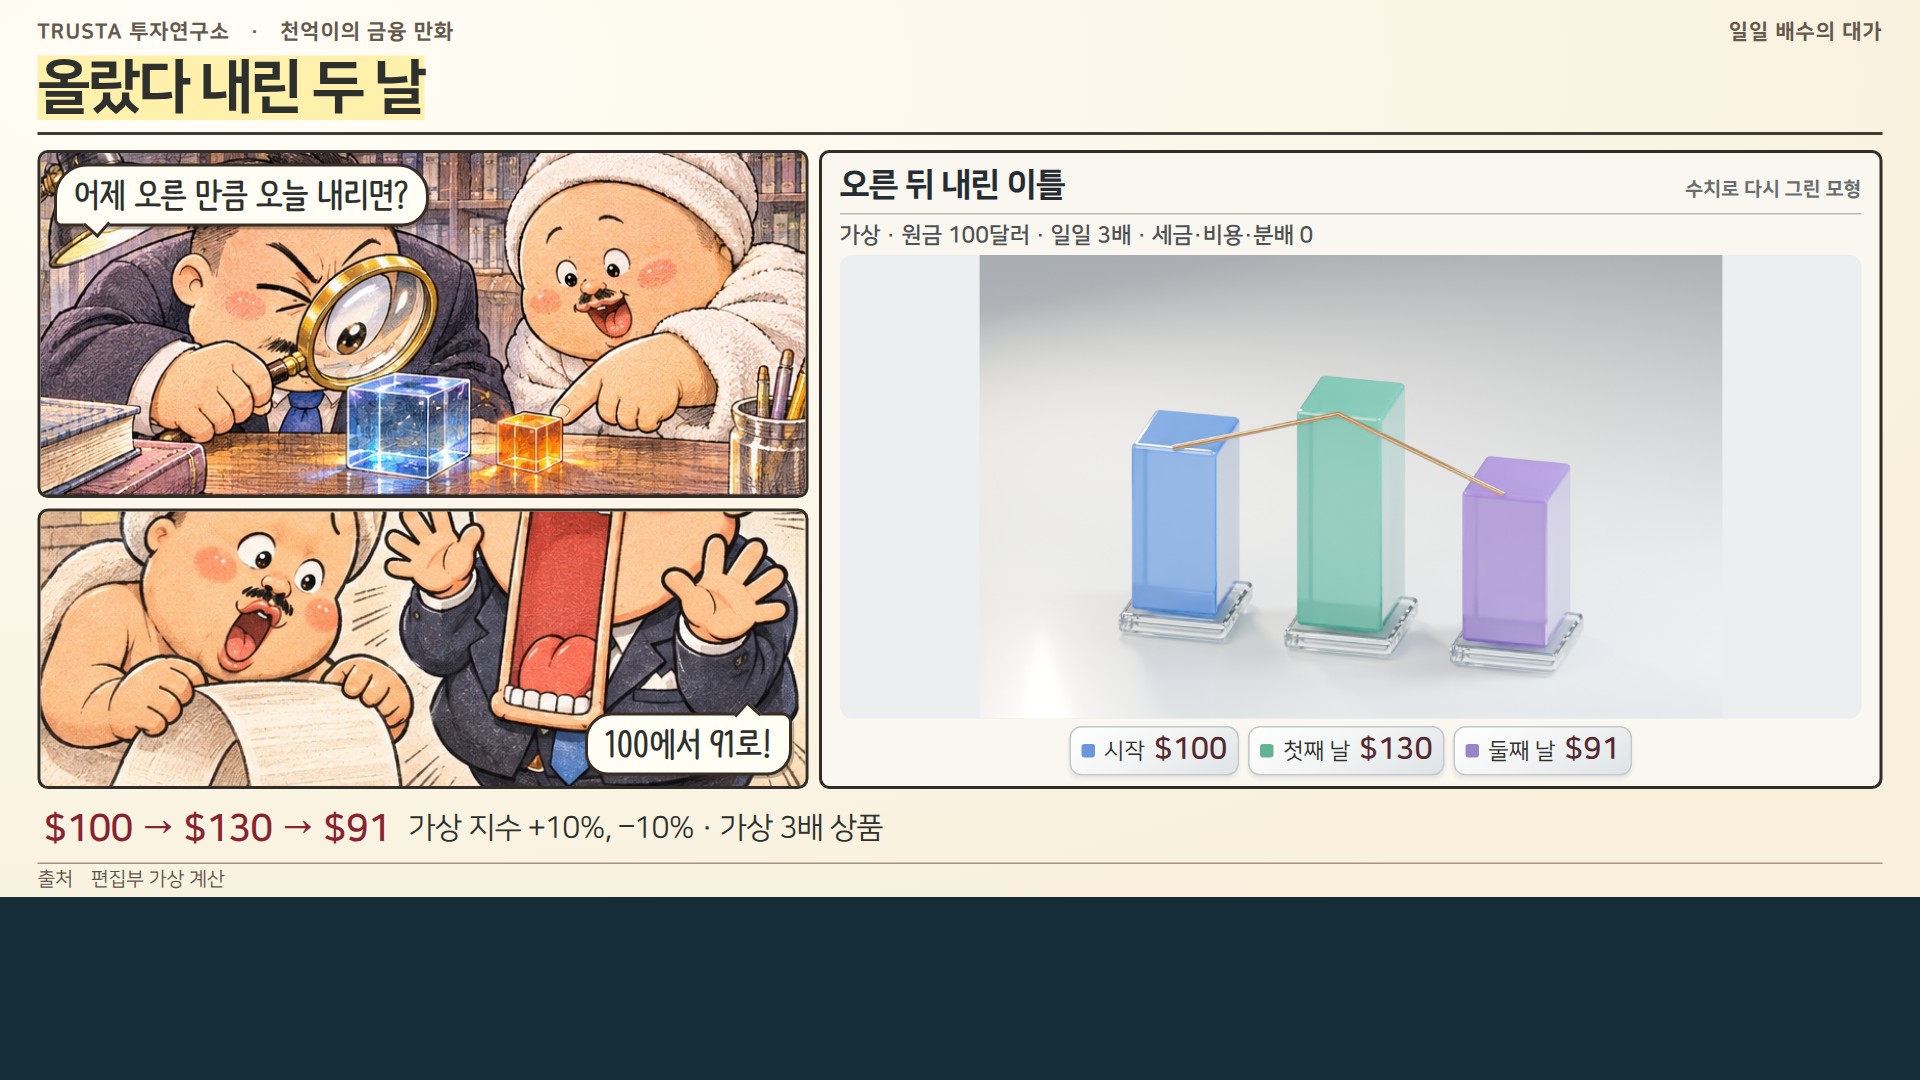 TRUSTA 투자연구소 · 천억이의 금융 만화
일일 배수의 대가
올랐다 내린 두 날
어제 오른 만큼 오늘 내리면?
100에서 91로!
오른 뒤 내린 이틀
수치로 다시 그린 모형
가상 · 원금 100달러 · 일일 3배 · 세금·비용·분배 0
시작 $100
첫째 날 $130
둘째 날 $91
$100 → $130 → $91 가상 지수 +10%, −10% · 가상 3배 상품
출처 편집부 가상 계산